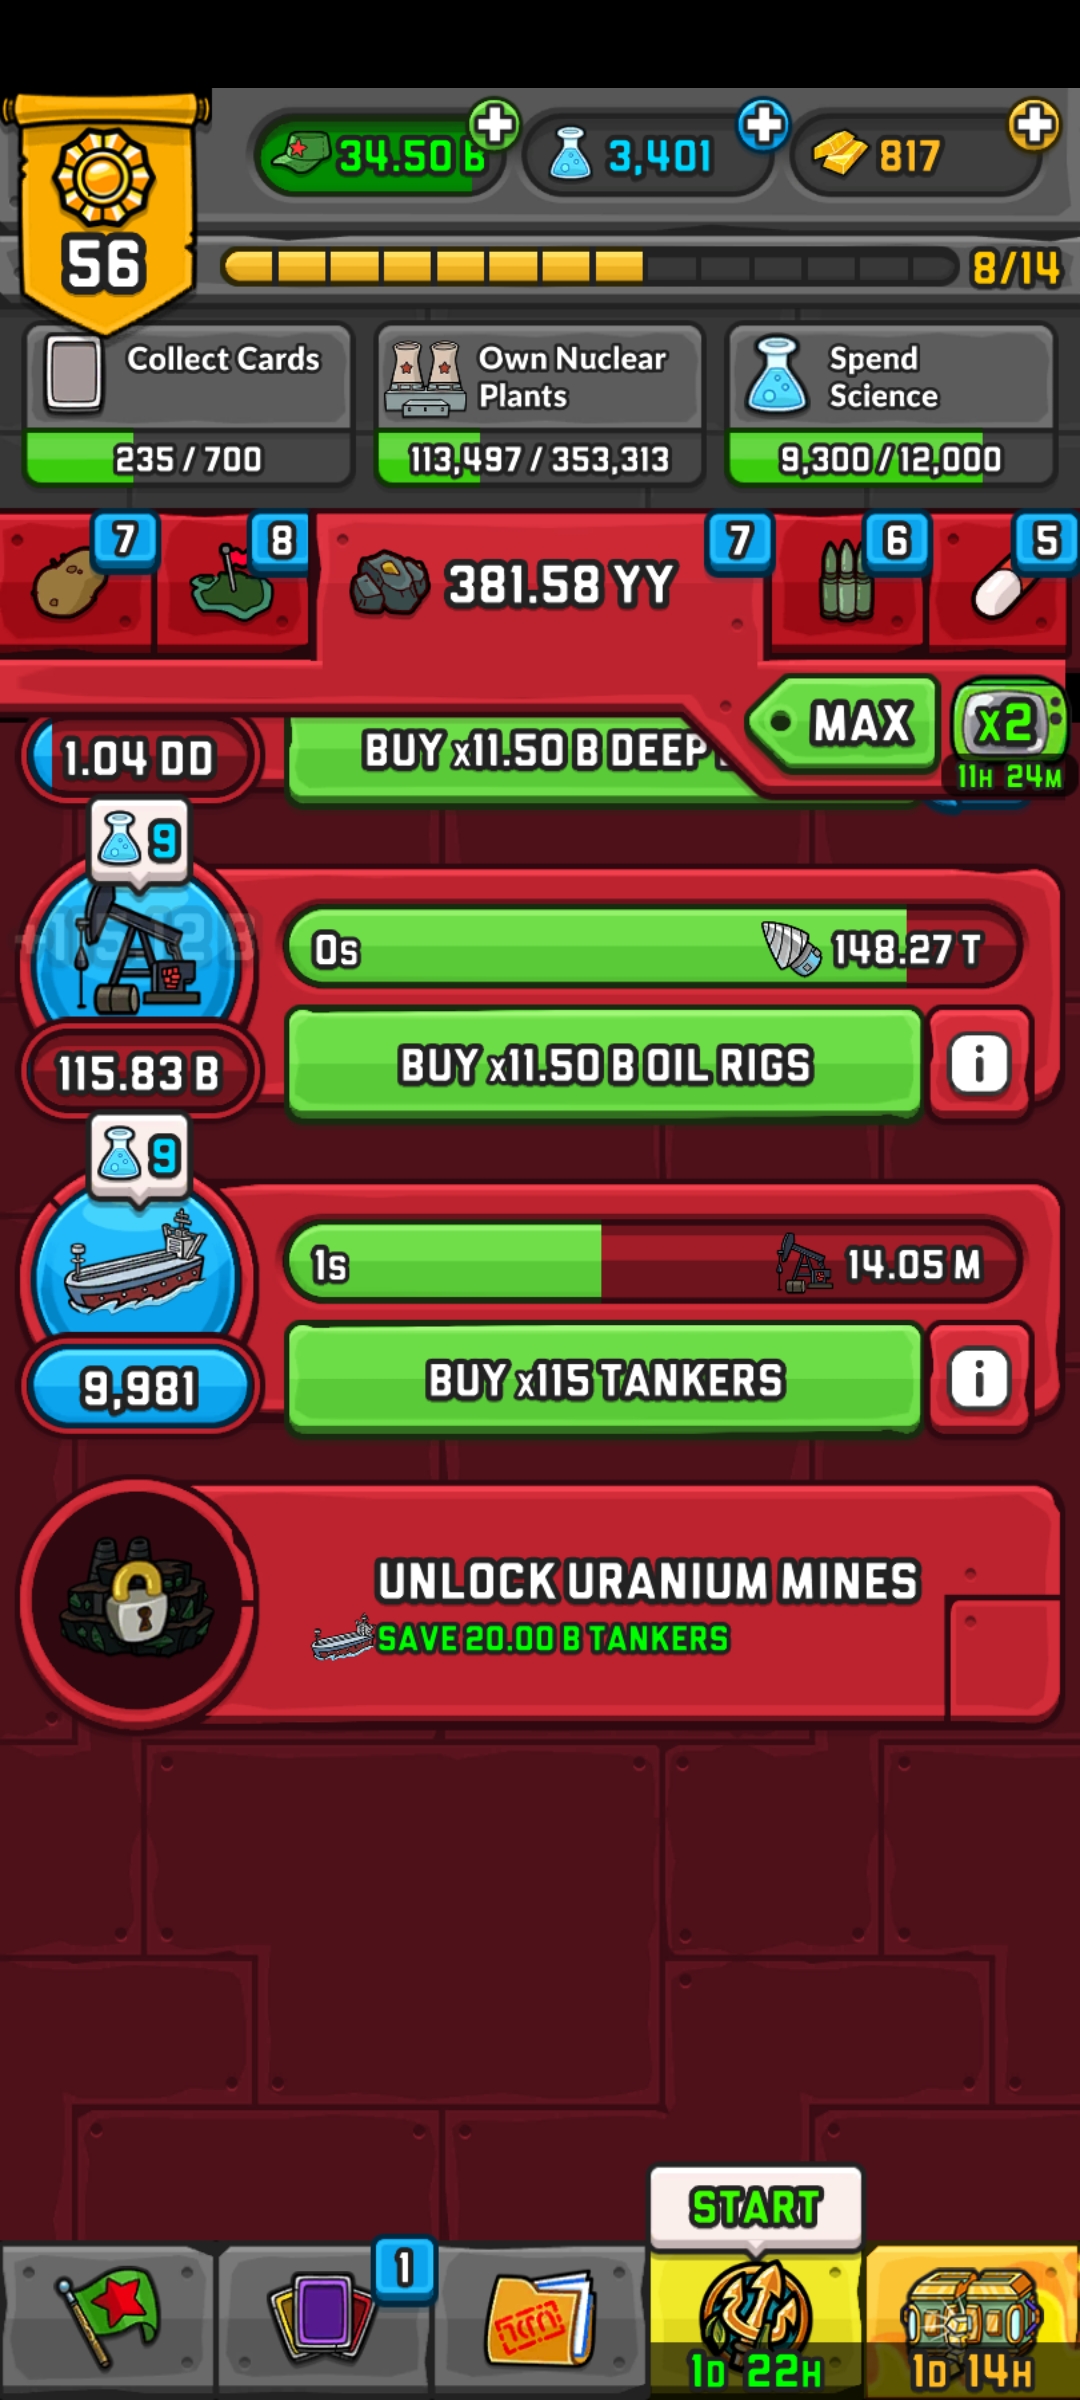 34.50 B
3,401
817
56
8/14
Collect Cards
Own Nuclear
Plants
Spend
Science
235 / 700
113,497 / 353,313
9,300 / 12,000
7
8
381.58 YY
7
6
5
MAX
x2
11H 24M
1.04 DD
BUY x11.50 B DEEP
9
0s
148.27 T
115.83 B
BUY x11.50 B OIL RIGS
i
9
1s
14.05 M
9,981
BUY x115 TANKERS
i
UNLOCK URANIUM MINES
SAVE 20.00 B TANKERS
START
1
1D 22H
1D 14H